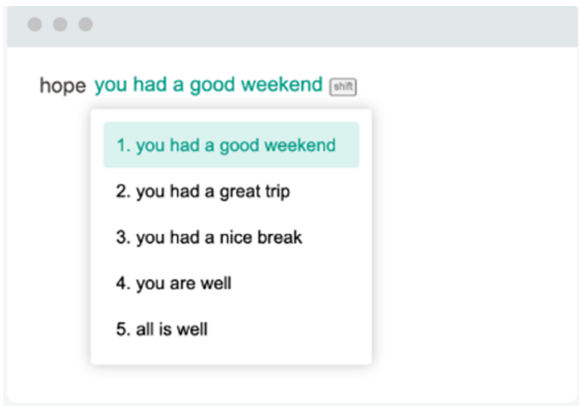 hope you had a good weekend shift
1. you had a good weekend
2. you had a great trip
3. you had a nice break
4. you are well
5. all is well